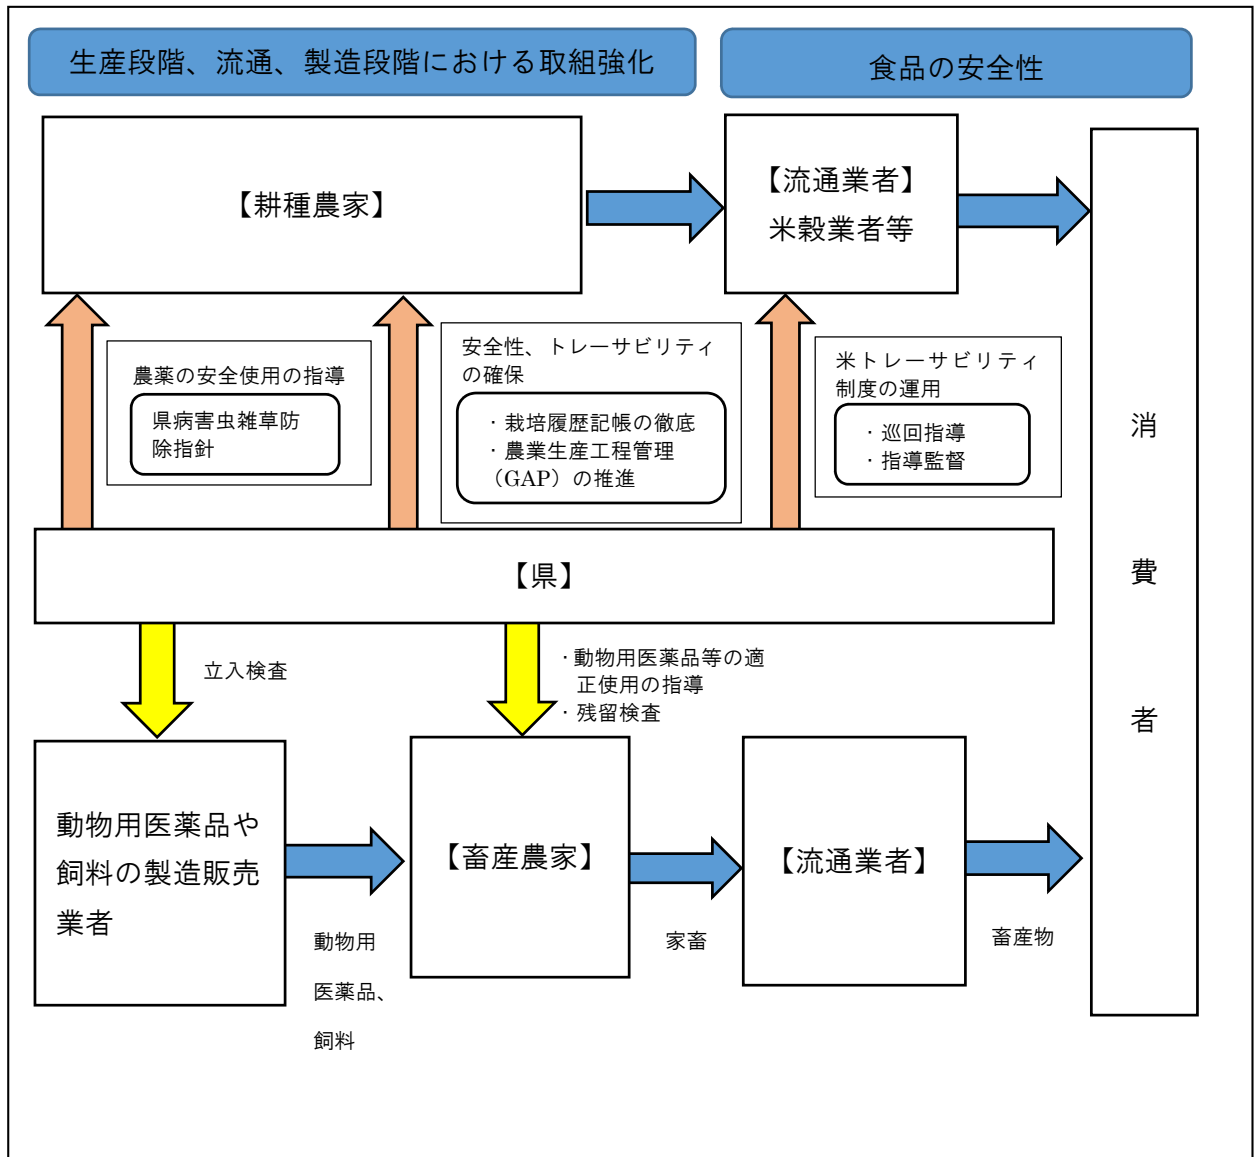 生産段階、流通、製造段階における取組強化
食品の安全性
【耕種農家】
【流通業者】
米穀業者等
農薬の安全使用の指導
県病害虫雑草防
除指針
安全性、トレーサビリティ
の確保
・栽培履歴記帳の徹底
・農業生産工程管理
（GAP）の推進
米トレーサビリティ
制度の運用
・巡回指導
・指導監督
消費者
【県】
立入検査
・動物用医薬品等の適
正使用の指導
・残留検査
動物用医薬品や
飼料の製造販売
業者
動物用
医薬品、
飼料
【畜産農家】
家畜
【流通業者】
畜産物